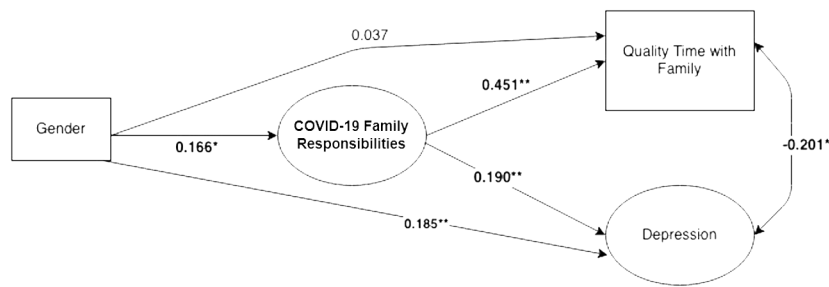 0.037
Quality Time with
Family
0.451**
Gender
COVID-19 Family
Responsibilities
0.166*
-0.201*
0.190**
0.185**
Depression